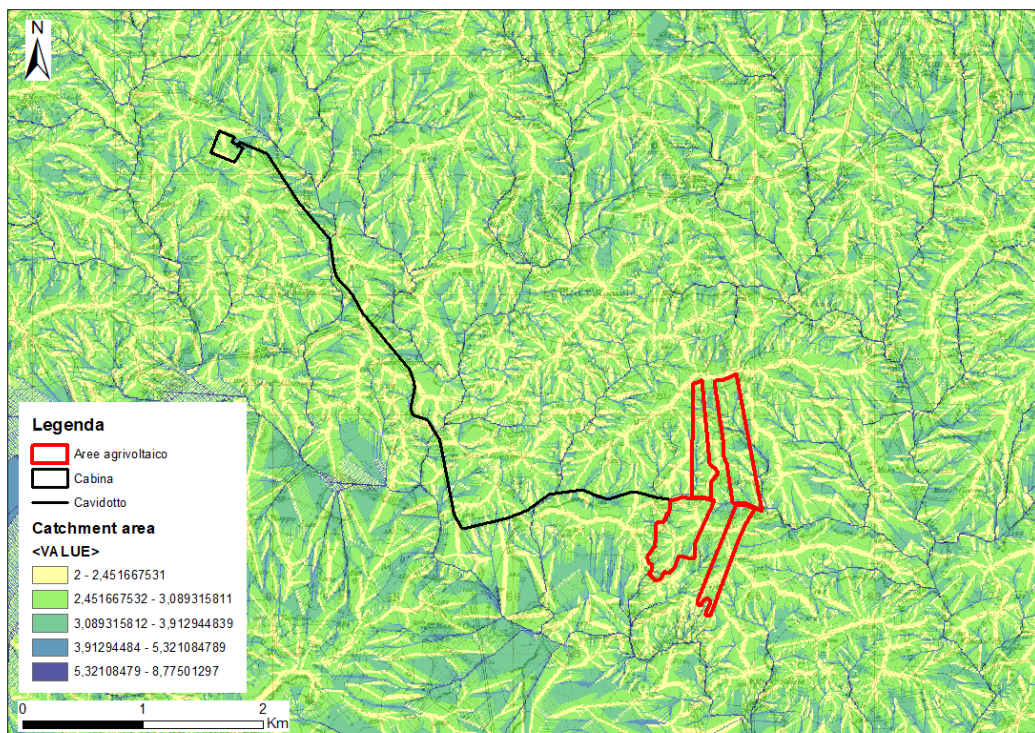 N
Legenda
Aree agrivoltaico
Cabina
Cavidotto
Catchment area
<VALUE>
2 - 2,451667531
2,451667532 - 3,089315811
3,089315812 - 3,912944839
3,91294484 - 5,321084789
5,32108479 - 8,77501297
0 1 2
Km